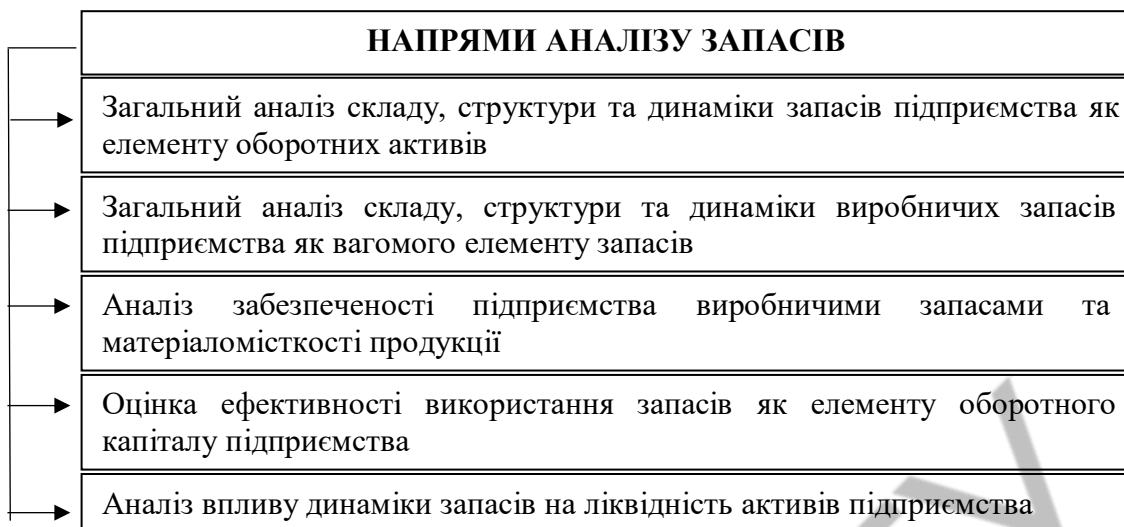 НАПРЯМИ АНАЛІЗУ ЗАПАСІВ
Загальний аналіз складу, структури та динаміки запасів підприємства як
елементу оборотних активів
Загальний аналіз складу, структури та динаміки виробничих запасів
підприємства як вагомого елементу запасів
Аналіз забезпеченості підприємства виробничими запасами та
матеріаломісткості продукції
Оцінка ефективності використання запасів як елементу оборотного
капіталу підприємства
Аналіз впливу динаміки запасів на ліквідність активів підприємства